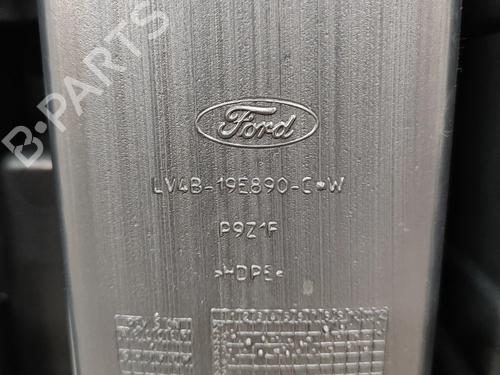 B-PARTS
Ford
LV4B-19E890-C-W
P9Z1F
>HDPE<